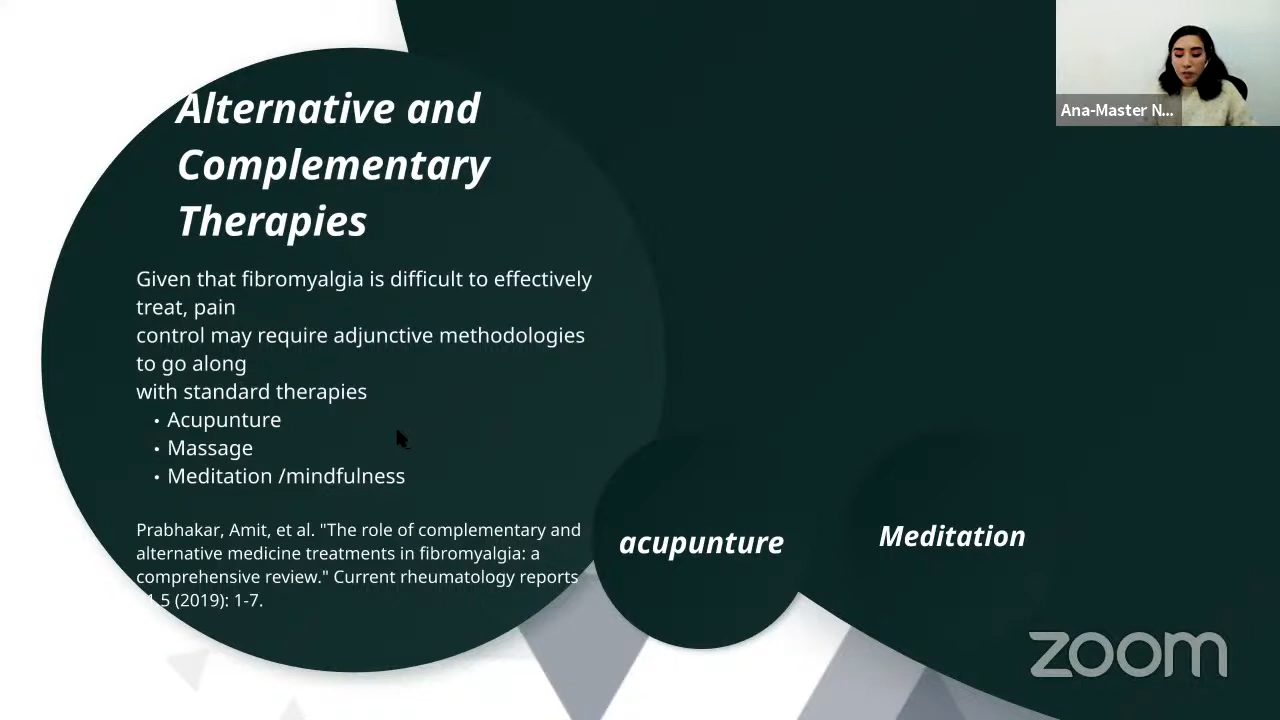 Alternative and
Complementary
Therapies
Given that fibromyalgia is difficult to effectively
treat, pain
control may require adjunctive methodologies
to go along
with standard therapies
• Acupunture
• Massage
• Meditation /mindfulness
Prabhakar, Amit, et al. "The role of complementary and
alternative medicine treatments in fibromyalgia: a
comprehensive review." Current rheumatology reports
.5 (2019): 1-7.
acupunture
Meditation
Ana-Master N...
zoom